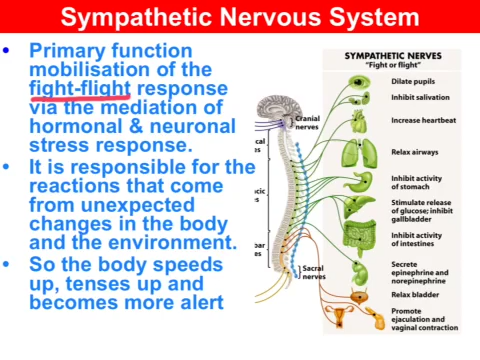 Sympathetic Nervous System
• Primary function
mobilisation of the
fight-flight response
via the mediation of
hormonal & neuronal
stress response.
• It is responsible for the
reactions that come
from unexpected
changes in the body
and the environment.
• So the body speeds
up, tenses up and
becomes more alert
SYMPATHETIC NERVES
"Fight or flight"
Dilate pupils
Inhibit salivation
Cranial
nerves
Increase heartbeat
Relax airways
Inhibit activity
of stomach
Stimulate release
of glucose; inhibit
gallbladder
Inhibit activity
of intestines
Secrete
epinephrine and
norepinephrine
Sacral
nerves
Relax bladder
Promote
ejaculation and
vaginal contraction